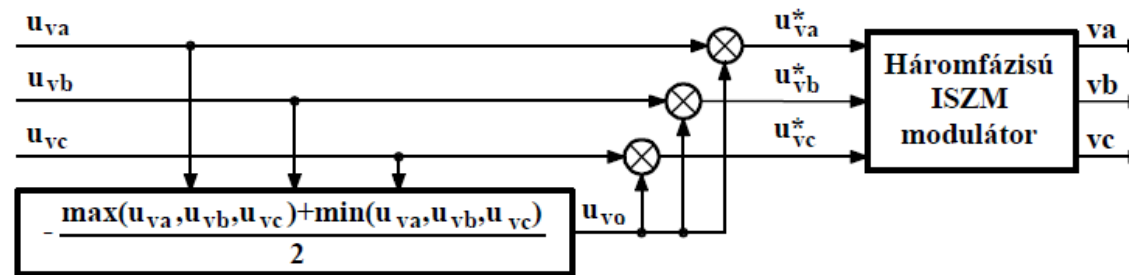 u_va
u_vb
u_vc
u*_va
u*_vb
u*_vc
Háromfázisú
ISZM
modulátor
va
vb
vc
- max(u_va,u_vb,u_vc)+min(u_va,u_vb,u_vc)
2
u_vo